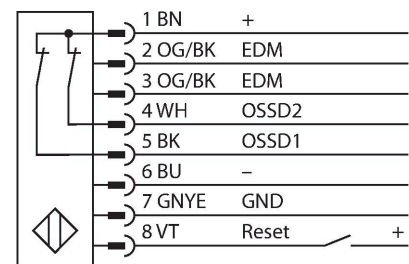 1 BN +
2 OG/BK EDM
3 OG/BK EDM
4 WH OSSD2
5 BK OSSD1
6 BU –
7 GNYE GND
8 VT Reset +